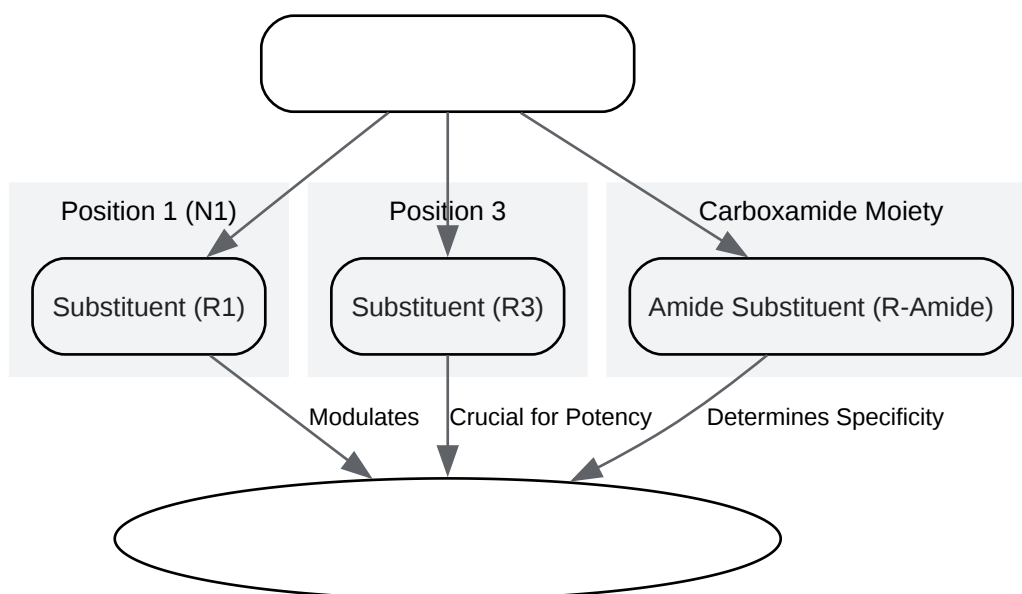 Position 1 (N1)
Position 3
Carboxamide Moiety
Substituent (R1)
Substituent (R3)
Amide Substituent (R-Amide)
Modulates
Crucial for Potency
Determines Specificity